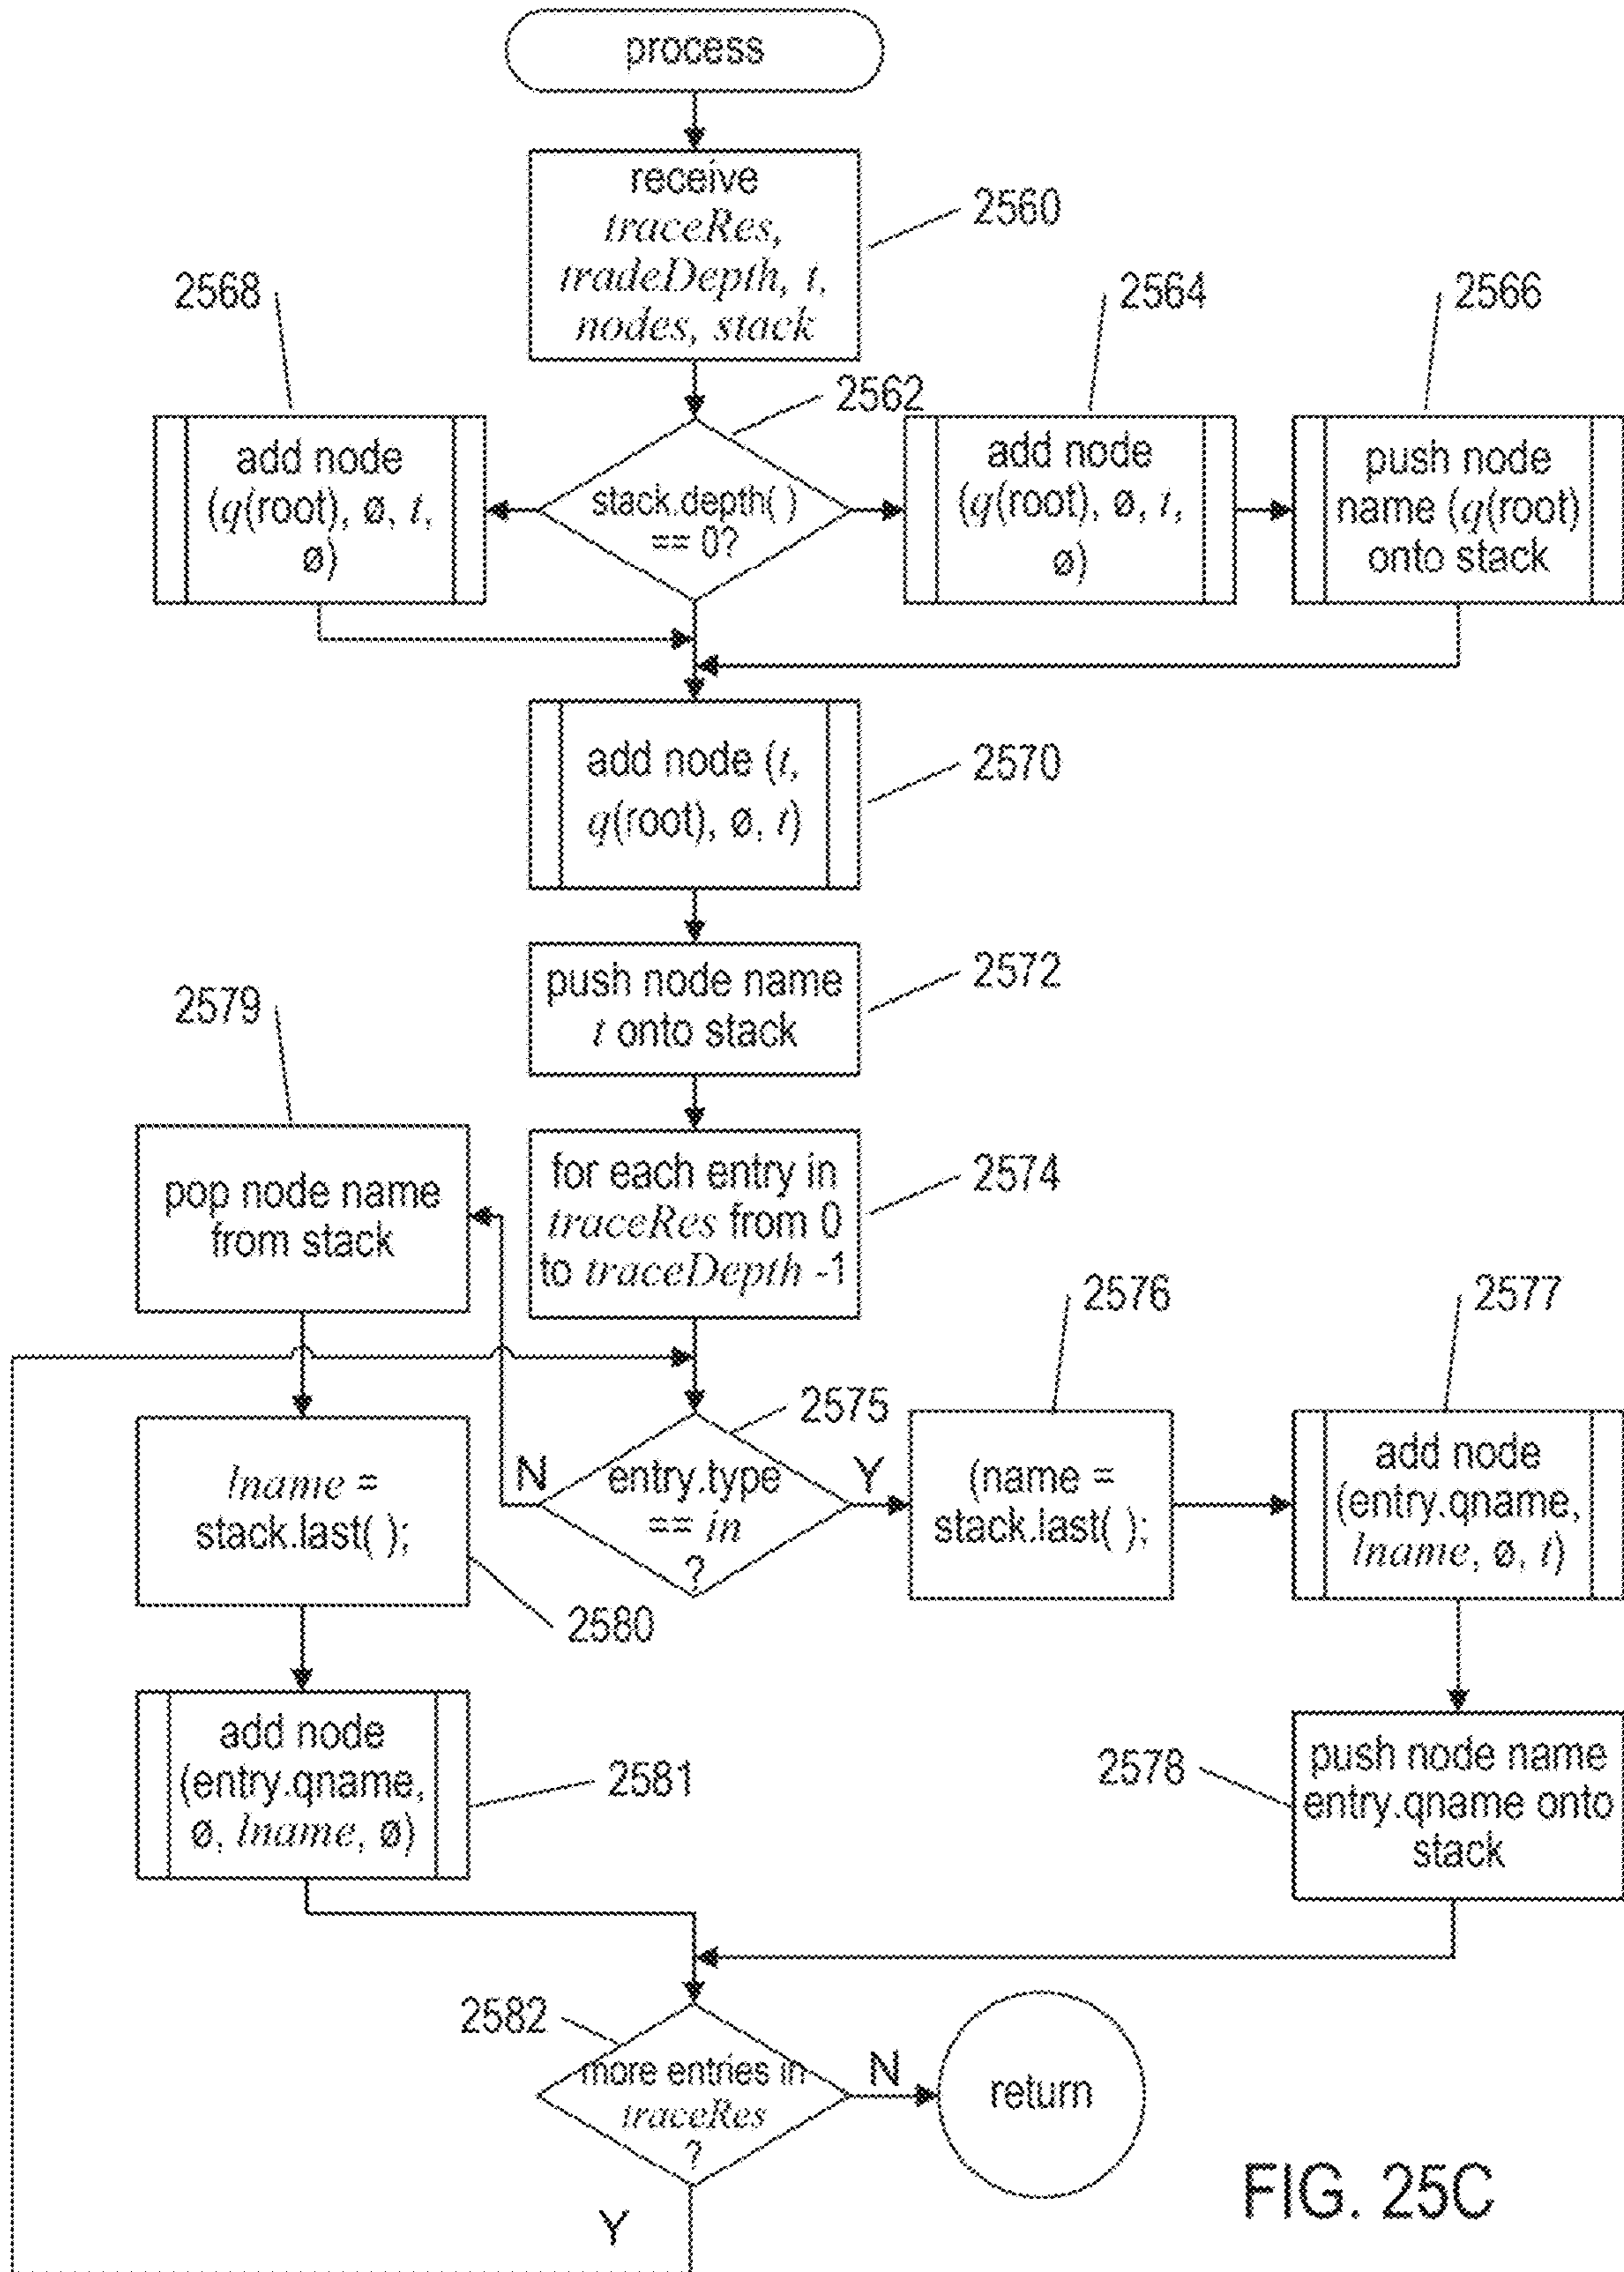 process
receive
traceRes,
tradeDepth, t,
nodes, stack
2560
2568
2564
2566
2562
add node
(q(root), ø, t,
ø)
stack.depth( )
== 0?
add node
(q(root), ø, t,
ø)
push node
name (q(root)
onto stack
add node (t,
q(root), ø, t)
2570
push node name
t onto stack
2572
2579
pop node name
from stack
for each entry in
traceRes from 0
to traceDepth -1
2574
2576
2577
2575
lname =
stack.last( );
N
entry.type
== in
?
Y
(name =
stack.last( );
add node
(entry.qname,
lname, ø, t)
2580
add node
(entry.qname,
ø, lname, ø)
2581
2578
push node name
entry.qname onto
stack
2582
more entries in
traceRes
?
N
return
Y
FIG. 25C